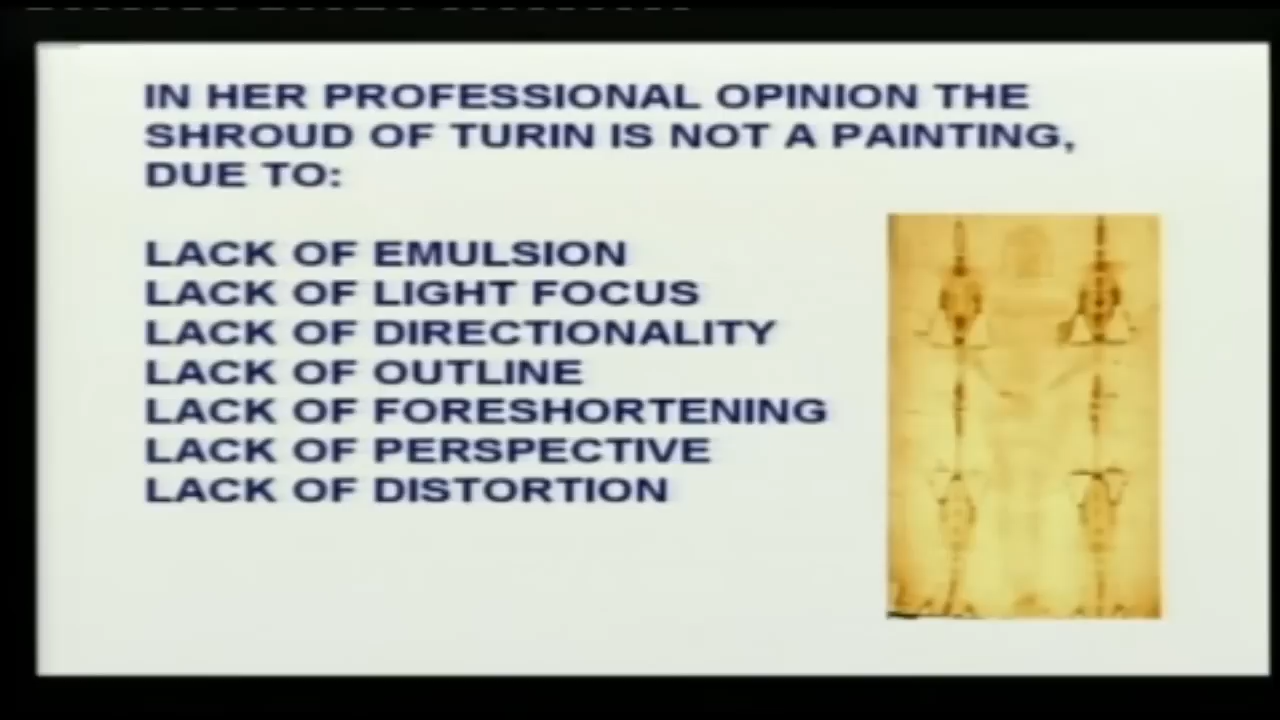 IN HER PROFESSIONAL OPINION THE
SHROUD OF TURIN IS NOT A PAINTING,
DUE TO:
LACK OF EMULSION
LACK OF LIGHT FOCUS
LACK OF DIRECTIONALITY
LACK OF OUTLINE
LACK OF FORESHORTENING
LACK OF PERSPECTIVE
LACK OF DISTORTION